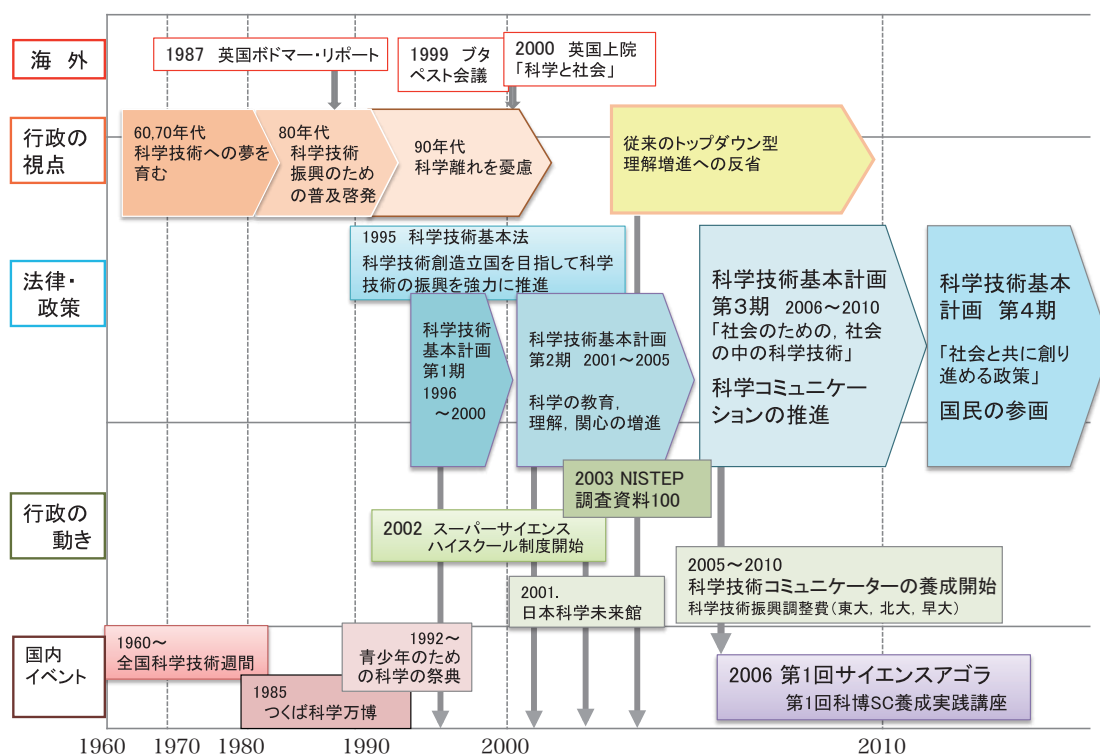 海 外
1987 英国ボドマー・リポート
1999 ブタ
ペスト会議
2000 英国上院
「科学と社会」
行政の
視点
60,70年代
科学技術への夢を
育む
80年代
科学技術
振興のため
の普及啓発
90年代
科学離れを憂慮
従来のトップダウン型
理解増進への反省
法律・
政策
1995 科学技術基本法
科学技術創造立国を目指して科学
技術の振興を強力に推進
科学技術
基本計画
第1期
1996
～2000
科学技術基本計画
第2期 2001～2005
科学の教育,
理解, 関心の増進
科学技術基本計画
第3期 2006～2010
「社会のための, 社会
の中の科学技術」
科学コミュニケー
ションの推進
科学技術基本
計画 第4期
「社会と共に創り
進める政策」
国民の参画
行政の
動き
2003 NISTEP
調査資料100
2002 スーパーサイエンス
ハイスクール制度開始
2001.
日本科学未来館
2005～2010
科学技術コミュニケーターの養成開始
科学技術振興調整費(東大, 北大, 早大)
国内
イベント
1960～
全国科学技術週間
1985
つくば科学万博
1992～
青少年のため
の科学の祭典
2006 第1回サイエンスアゴラ
第1回科博SC養成実践講座
1960 1970 1980 1990 2000 2010